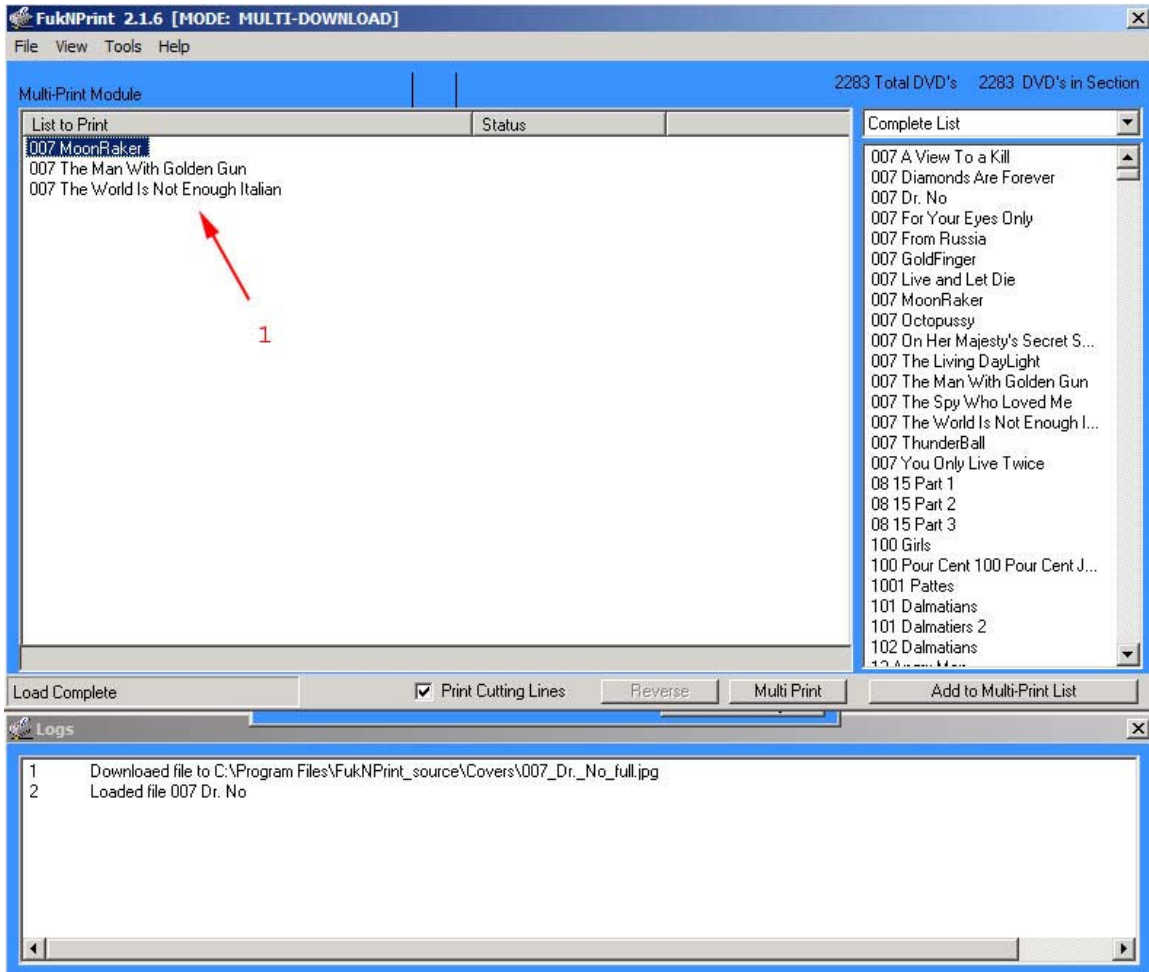 FukNPrint 2.1.6 [MODE: MULTI-DOWNLOAD]
File View Tools Help
Multi-Print Module
2283 Total DVD's 2283 DVD's in Section
List to Print Status
007 MoonRaker
007 The Man With Golden Gun
007 The World Is Not Enough Italian
1
Complete List
007 A View To a Kill
007 Diamonds Are Forever
007 Dr. No
007 For Your Eyes Only
007 From Russia
007 GoldFinger
007 Live and Let Die
007 MoonRaker
007 Octopussy
007 On Her Majesty's Secret S...
007 The Living DayLight
007 The Man With Golden Gun
007 The Spy Who Loved Me
007 The World Is Not Enough I...
007 ThunderBall
007 You Only Live Twice
08 15 Part 1
08 15 Part 2
08 15 Part 3
100 Girls
100 Pour Cent 100 Pour Cent J...
1001 Pattes
101 Dalmatians
101 Dalmatiers 2
102 Dalmatians
Load Complete Print Cutting Lines Reverse Multi Print Add to Multi-Print List
Logs
1 Downloaed file to C:\Program Files\FukNPrint_source\Covers\007_Dr._No_full.jpg
2 Loaded file 007 Dr. No